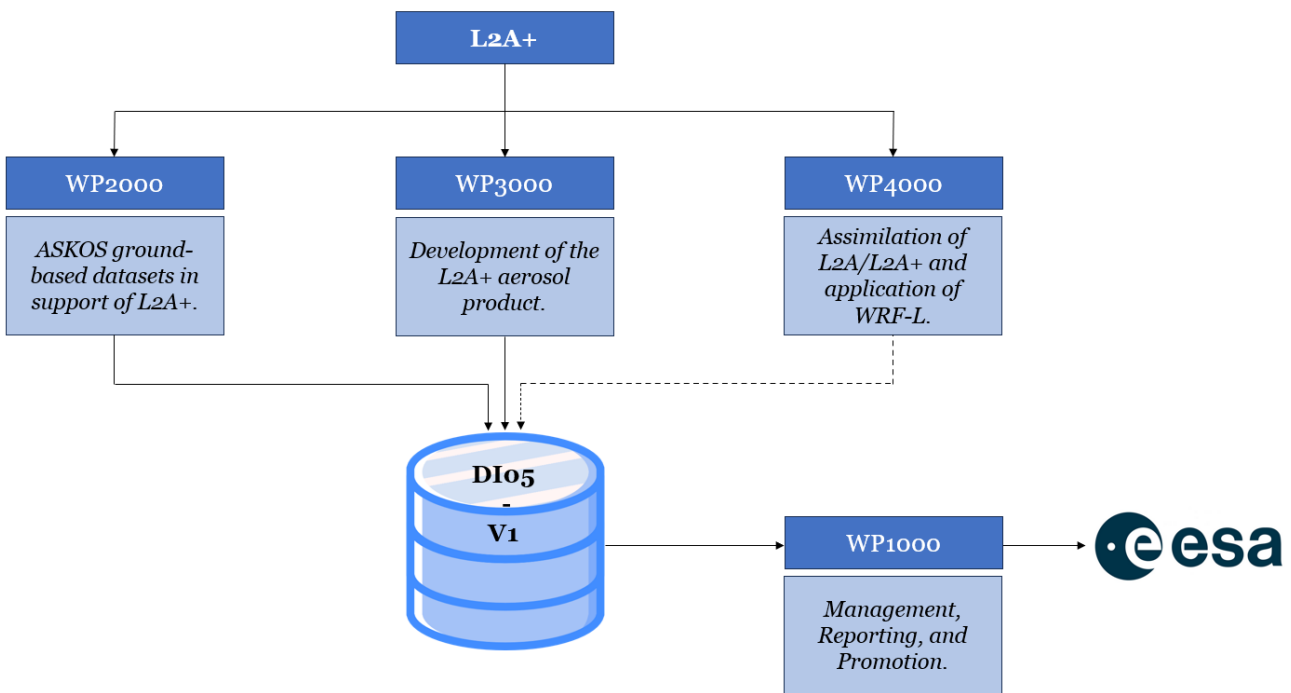 L2A+
WP2000
WP3000
WP4000
ASKOS ground-
based datasets in
support of L2A+.
Development of the
L2A+ aerosol
product.
Assimilation of
L2A/L2A+ and
application of
WRF-L.
DI05
-
V1
WP1000
Management,
Reporting, and
Promotion.
esa